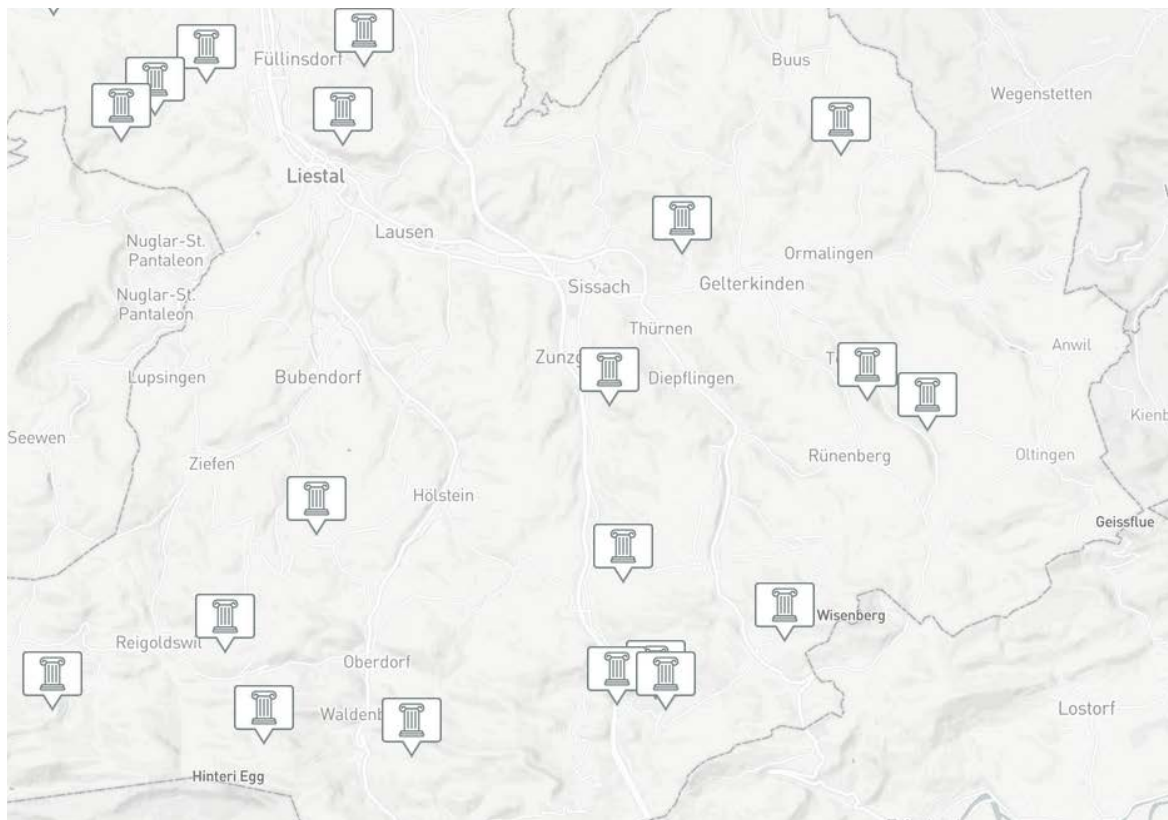 Füllinsdorf
Buus
Wegenstetten
Liestal
Lausen
Nuglar-St.
Pantaleon
Ormalingen
Sissach
Gelterkinden
Nuglar-St.
Pantaleon
Thürnen
Anwil
Zunzg
Lupsingen
Bubendorf
Diepflingen
Kienb
Seewen
Ziefen
Rünenberg
Oltingen
Hölstein
Geissflue
Wisenberg
Reigoldswil
Oberdorf
Waldenb
Lostorf
Hinteri Egg